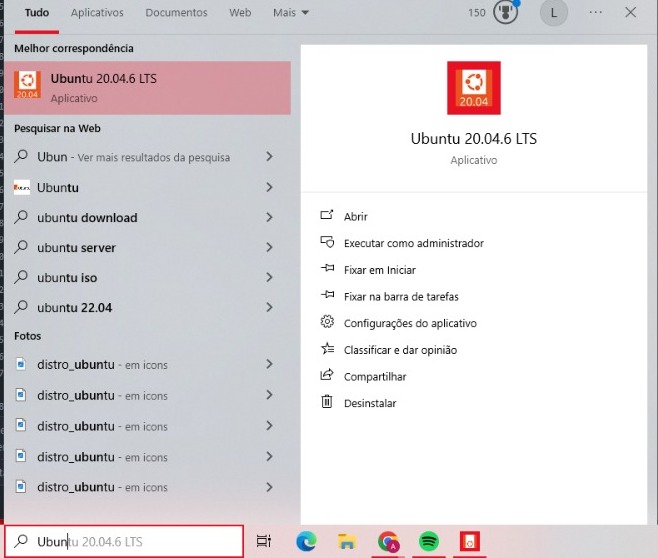 Tudo Aplicativos Documentos Web Mais 150 L
Melhor correspondência
Ubuntu 20.04.6 LTS
Aplicativo
Pesquisar na Web
Ubun - Ver mais resultados da pesquisa
Ubuntu
ubuntu download
ubuntu server
ubuntu iso
ubuntu 22.04
Fotos
distro_ubuntu - em icons
distro_ubuntu - em icons
distro_ubuntu - em icons
distro_ubuntu - em icons
distro_ubuntu - em icons
20.04
20.04
Ubuntu 20.04.6 LTS
Aplicativo
Abrir
Executar como administrador
Fixar em Iniciar
Fixar na barra de tarefas
Configurações do aplicativo
Classificar e dar opinião
Compartilhar
Desinstalar
Ubuntu 20.04.6 LTS